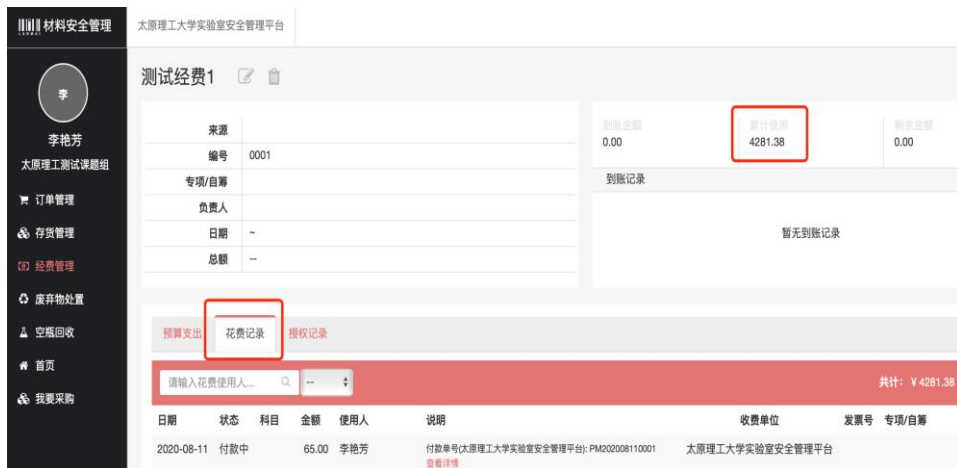 LABMAI 材料安全管理
太原理工大学实验室安全管理平台
李
李艳芳
太原理工测试课题组
订单管理
存货管理
经费管理
废弃物处置
空瓶回收
首页
我要采购
测试经费1
来源
编号 0001
专项/自筹
负责人
日期 ~
总额 --
到账金额 累计使用 剩余金额
0.00 4281.38 0.00
到账记录
暂无到账记录
预算支出 花费记录 授权记录
请输入花费使用人... -- 共计: ¥ 4281.38
日期 状态 科目 金额 使用人 说明 收费单位 发票号 专项/自筹
2020-08-11 付款中 65.00 李艳芳 付款单号(太原理工大学实验室安全管理平台): PM202008110001 太原理工大学实验室安全管理平台
查看详情